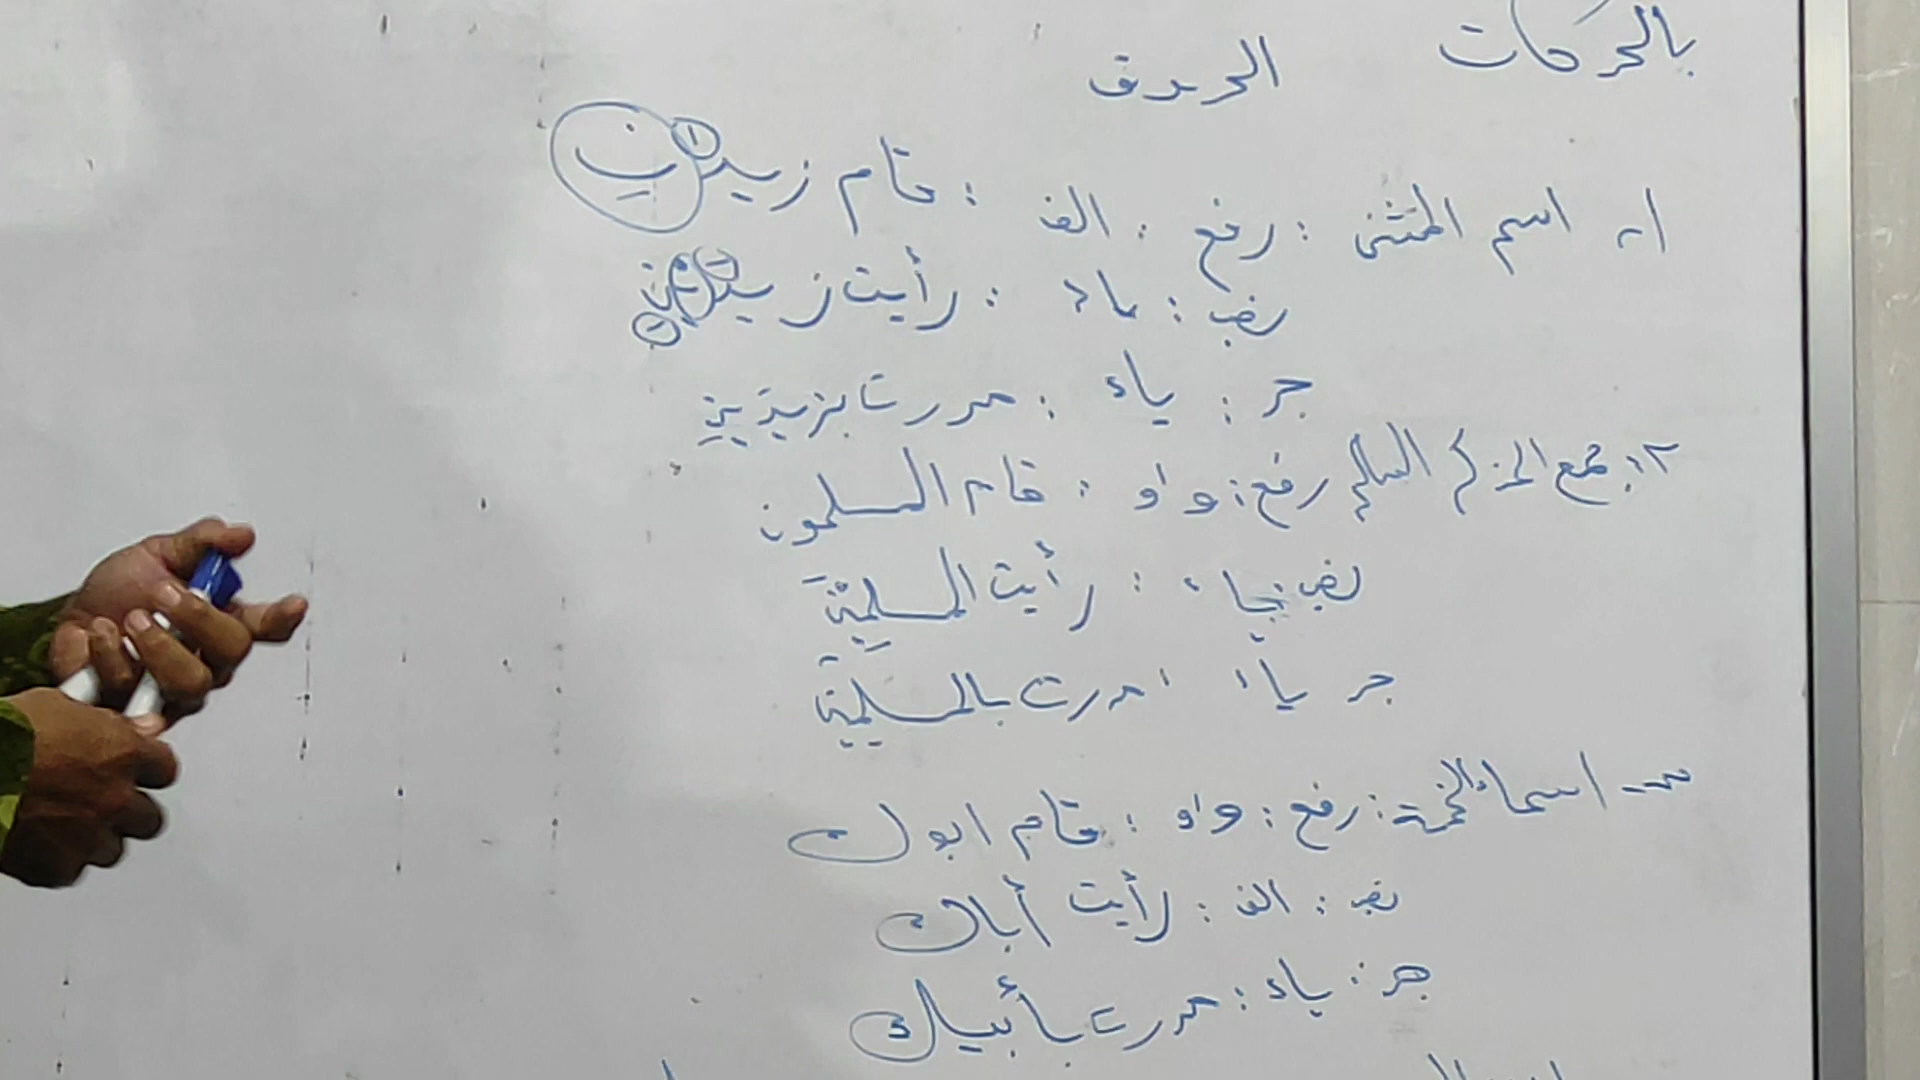 بالحركات
الحروف
١- اسم المثنى : رفع : الف : قام زيدانِ
نصب : ياء : رأيت زيدين
جر : ياء : مررت بزيدين
٢: جمع المذكر السالم رفع : واو : قام المسلمون
نصب : ياء : رأيت المسلمين
جر ياء : مررت بالمسلمين
٣- اسماء الخمسة : رفع : واو : قام ابوك
نصب : الف : رأيت أباك
جر : ياء : مررت بأبيك